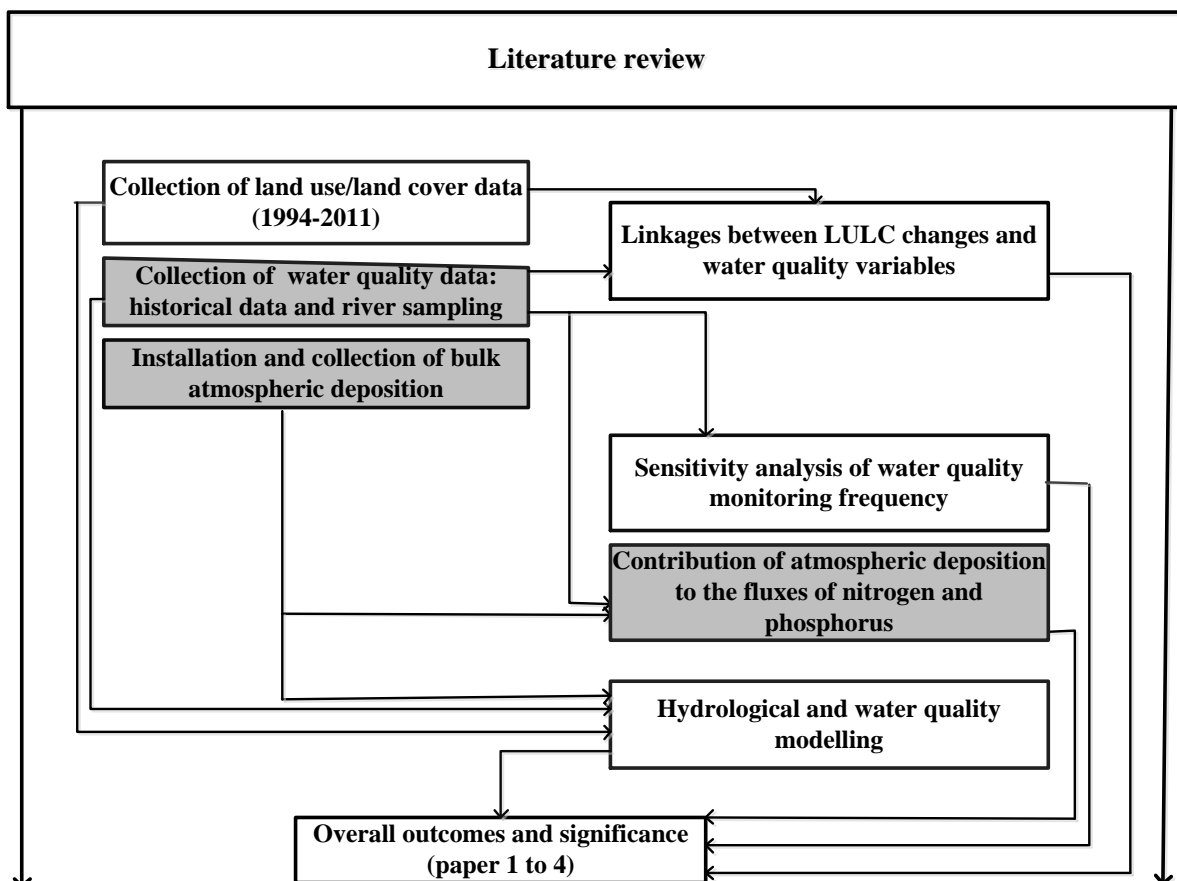 Literature review
Collection of land use/land cover data
(1994-2011)
Linkages between LULC changes and
water quality variables
Collection of  water quality data:
historical data and river sampling
Installation and collection of bulk
atmospheric deposition
Sensitivity analysis of water quality
monitoring frequency
Contribution of atmospheric deposition
to the fluxes of nitrogen and
phosphorus
Hydrological and water quality
modelling
Overall outcomes and significance
(paper 1 to 4)